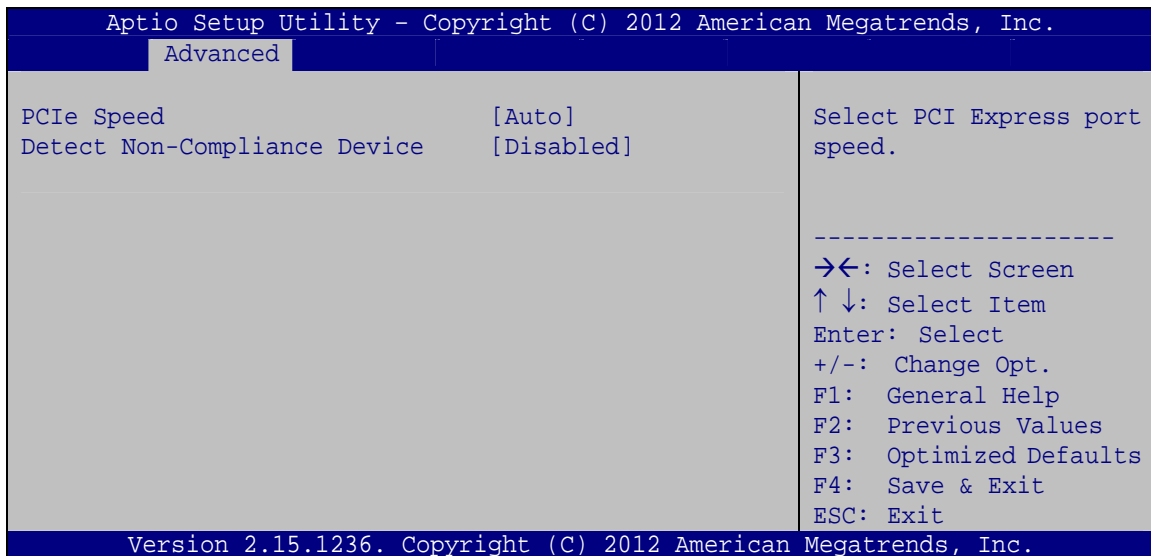 Aptio Setup Utility – Copyright (C) 2012 American Megatrends, Inc.
Advanced
PCIe Speed [Auto]
Detect Non-Compliance Device [Disabled]
Select PCI Express port
speed.
---------------------
→←: Select Screen
↑ ↓: Select Item
Enter: Select
+/-: Change Opt.
F1: General Help
F2: Previous Values
F3: Optimized Defaults
F4: Save & Exit
ESC: Exit
Version 2.15.1236. Copyright (C) 2012 American Megatrends, Inc.